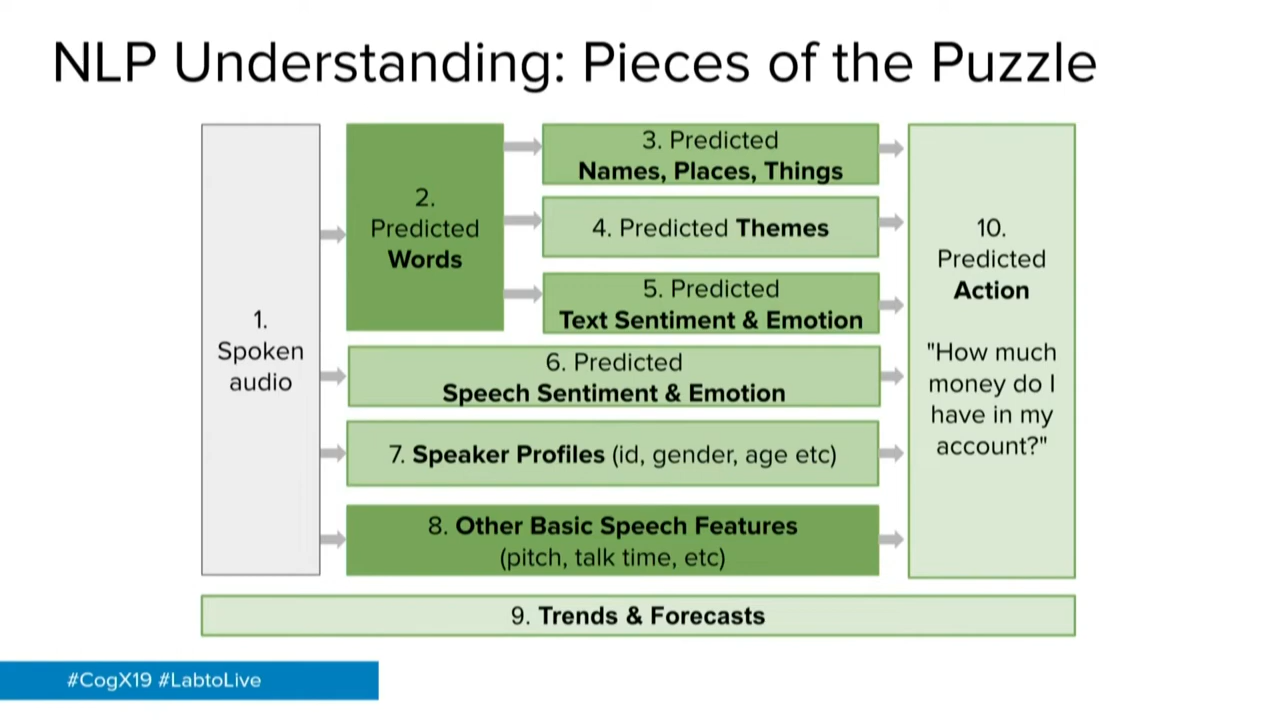 NLP Understanding: Pieces of the Puzzle
1.
Spoken
audio
2.
Predicted
Words
3. Predicted
Names, Places, Things
4. Predicted Themes
5. Predicted
Text Sentiment & Emotion
6. Predicted
Speech Sentiment & Emotion
7. Speaker Profiles (id, gender, age etc)
8. Other Basic Speech Features
(pitch, talk time, etc)
10.
Predicted
Action
"How much
money do I
have in my
account?"
9. Trends & Forecasts
#CogX19 #LabtoLive